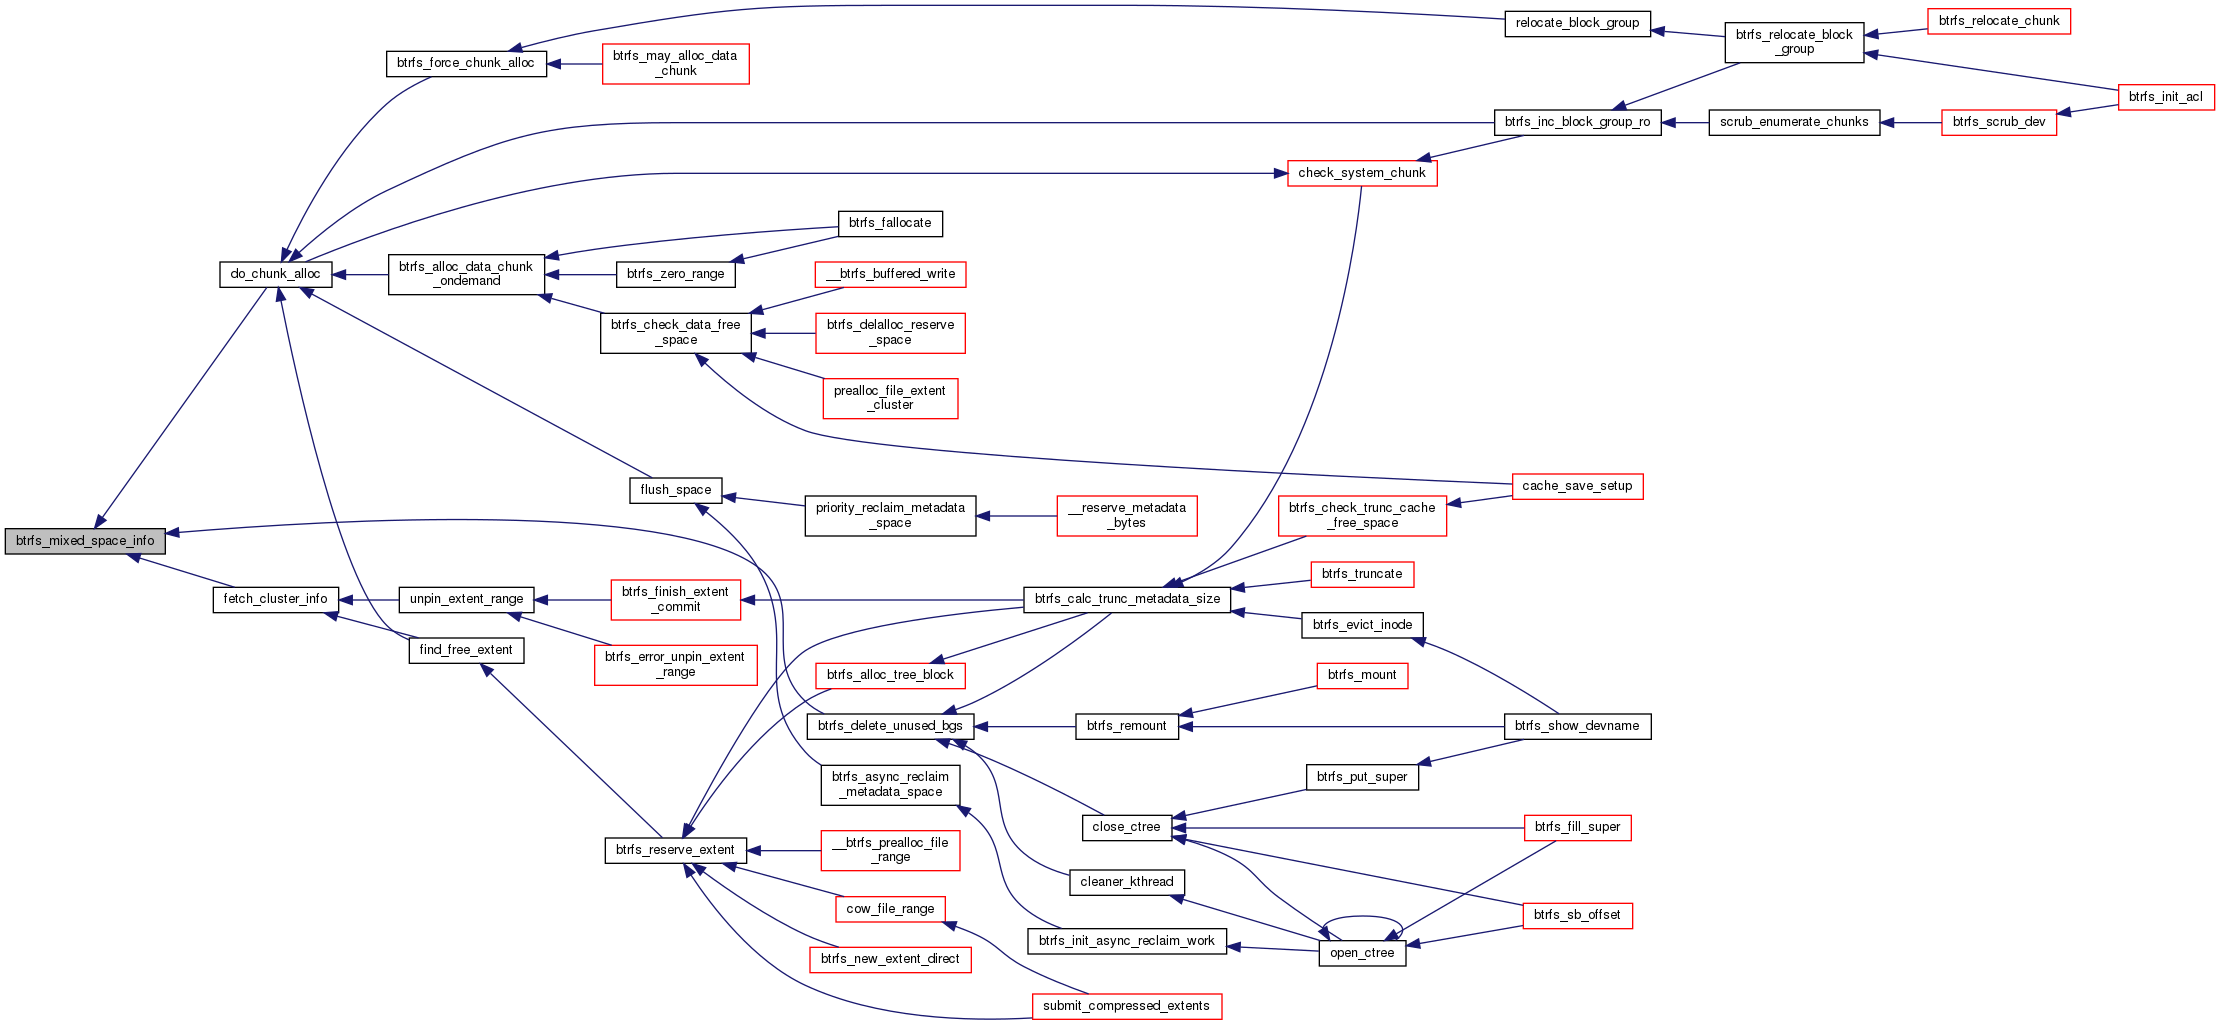 relocate_block_group
btrfs_relocate_chunk
btrfs_relocate_block
_group
btrfs_force_chunk_alloc
btrfs_may_alloc_data
_chunk
btrfs_init_acl
btrfs_inc_block_group_ro
scrub_enumerate_chunks
btrfs_scrub_dev
check_system_chunk
btrfs_fallocate
do_chunk_alloc
btrfs_alloc_data_chunk
_ondemand
btrfs_zero_range
__btrfs_buffered_write
btrfs_check_data_free
_space
btrfs_delalloc_reserve
_space
prealloc_file_extent
_cluster
flush_space
cache_save_setup
priority_reclaim_metadata
_space
__reserve_metadata
_bytes
btrfs_check_trunc_cache
_free_space
btrfs_mixed_space_info
btrfs_truncate
fetch_cluster_info
unpin_extent_range
btrfs_finish_extent
_commit
btrfs_calc_trunc_metadata_size
btrfs_evict_inode
find_free_extent
btrfs_error_unpin_extent
_range
btrfs_alloc_tree_block
btrfs_mount
btrfs_delete_unused_bgs
btrfs_remount
btrfs_show_devname
btrfs_async_reclaim
_metadata_space
btrfs_put_super
close_ctree
btrfs_fill_super
btrfs_reserve_extent
__btrfs_prealloc_file
_range
cleaner_kthread
cow_file_range
btrfs_sb_offset
btrfs_init_async_reclaim_work
open_ctree
btrfs_new_extent_direct
submit_compressed_extents